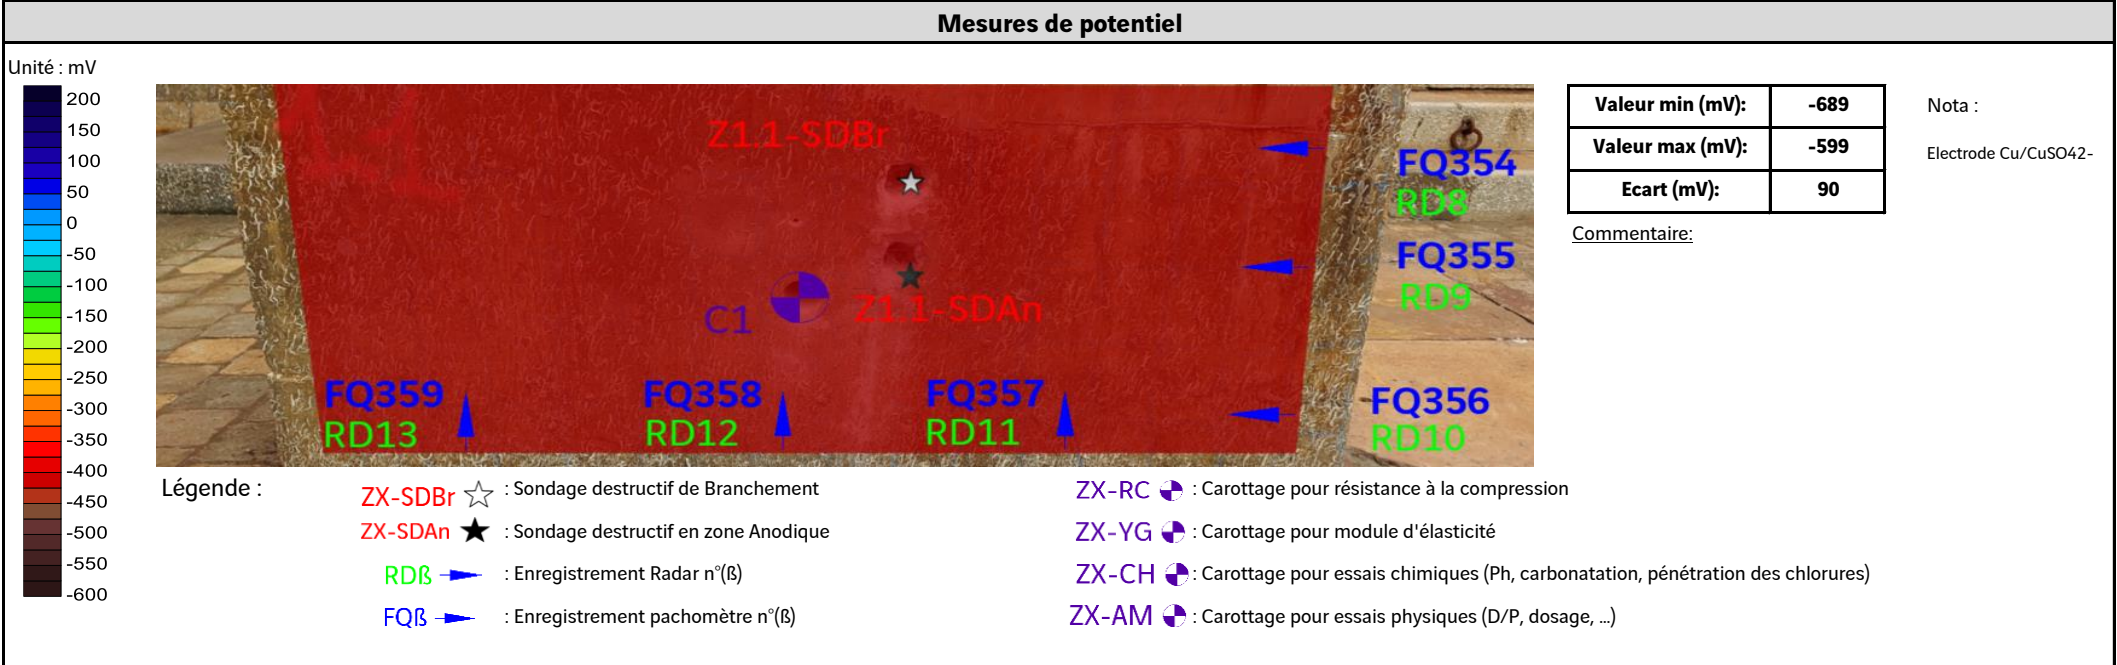 Mesures de potentiel
Unité : mV
200
150
100
50
0
-50
-100
-150
-200
-250
-300
-350
-400
-450
-500
-550
-600
Z1.1-SDBr
C1
Z1.1-SDAn
FQ354
RD8
FQ355
RD9
FQ356
RD10
FQ359
RD13
FQ358
RD12
FQ357
RD11
Valeur min (mV): -689
Valeur max (mV): -599
Ecart (mV): 90
Commentaire:
Nota :
Electrode Cu/CuSO42-
Légende :
ZX-SDBr : Sondage destructif de Branchement
ZX-SDAn : Sondage destructif en zone Anodique
RDß : Enregistrement Radar n°(ß)
FQß : Enregistrement pachomètre n°(ß)
ZX-RC : Carottage pour résistance à la compression
ZX-YG : Carottage pour module d'élasticité
ZX-CH : Carottage pour essais chimiques (Ph, carbonatation, pénétration des chlorures)
ZX-AM : Carottage pour essais physiques (D/P, dosage, ...)